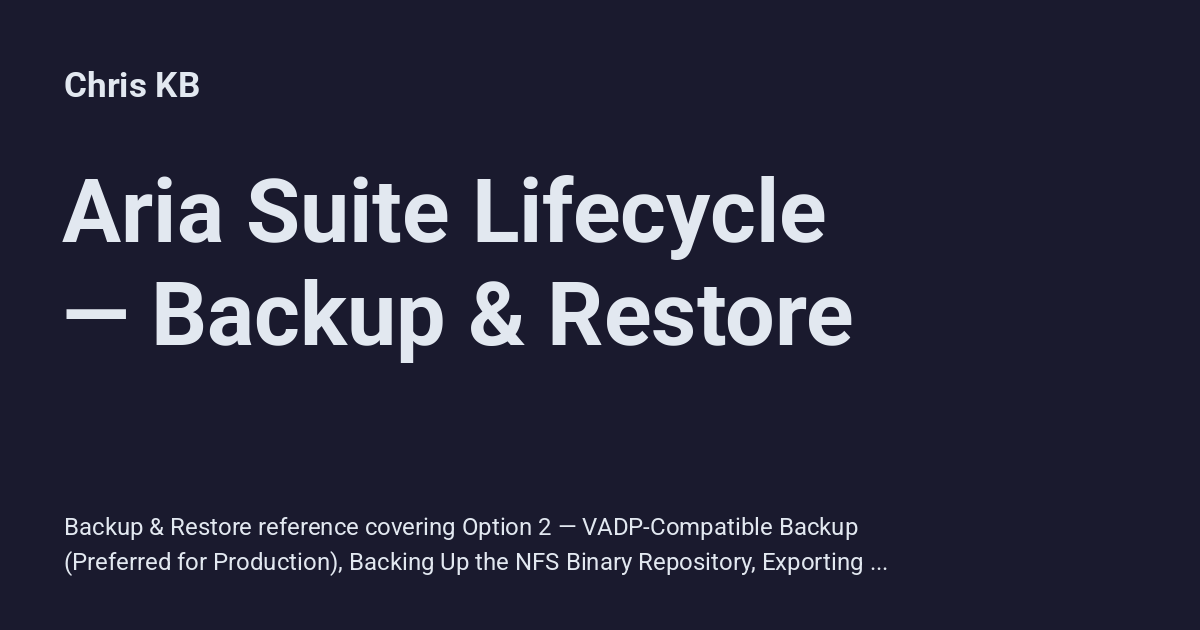 Chris KB
Aria Suite Lifecycle
— Backup & Restore
Backup & Restore reference covering Option 2 — VADP-Compatible Backup
(Preferred for Production), Backing Up the NFS Binary Repository, Exporting ...